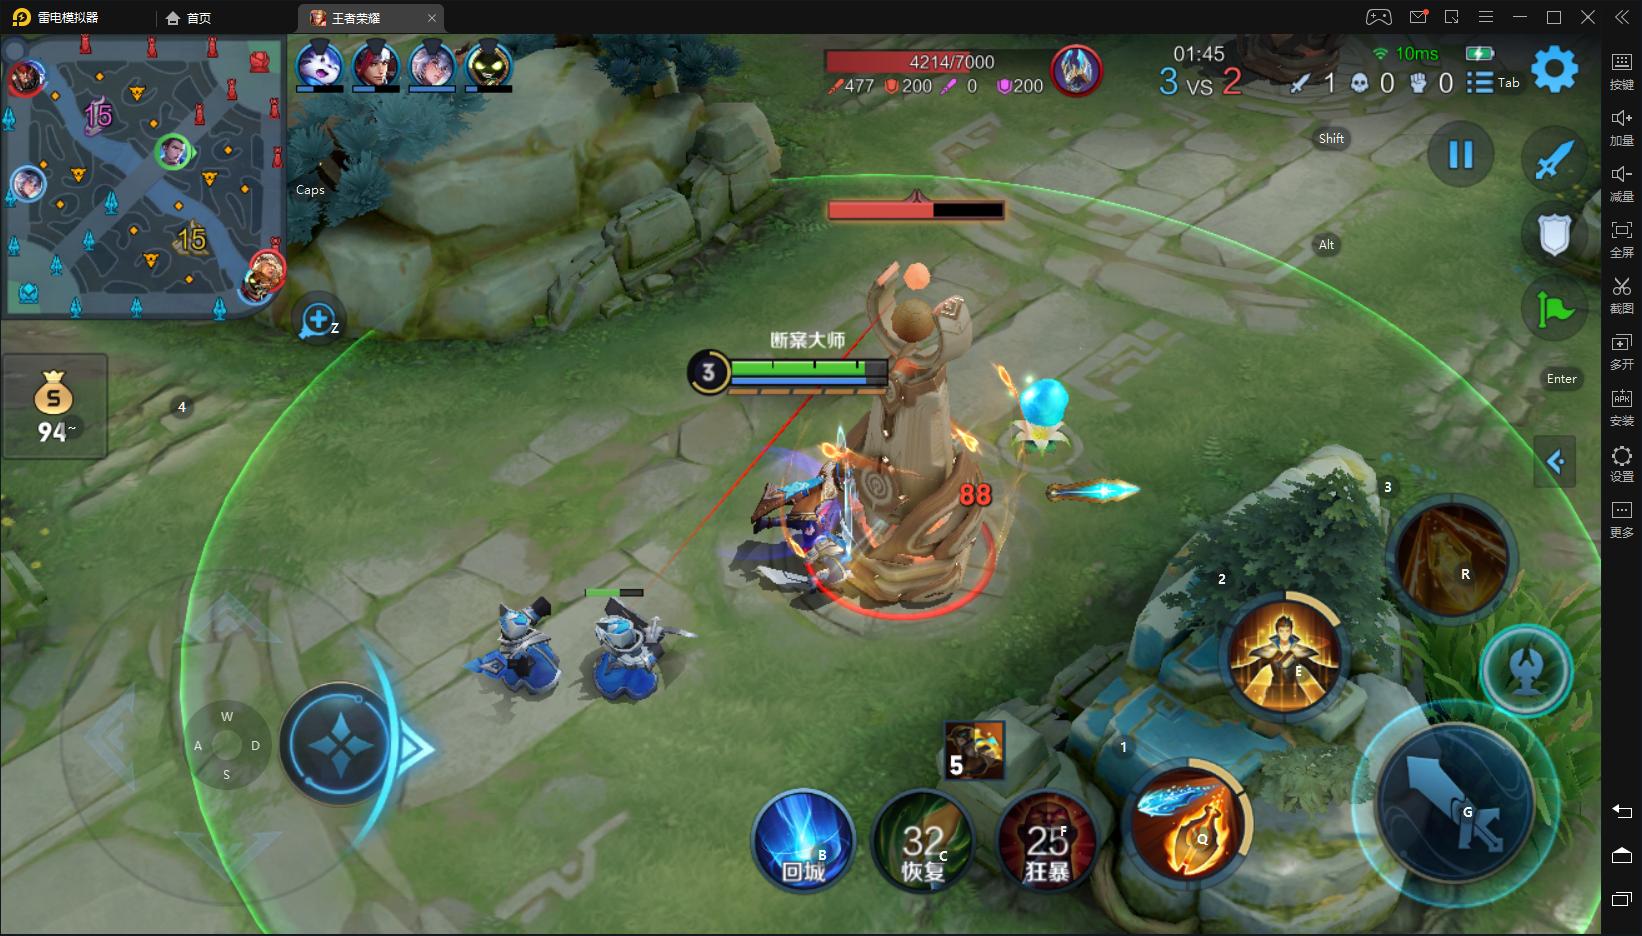 雷电模拟器
首页
王者荣耀
4214/7000
477 200 0 200
01:45
3 VS 2
1 0 0
10ms
Tab
按键
加量
减量
全屏
截图
多开
安装
设置
更多
APK
15
15
Caps
Shift
Alt
Z
断案大师
3
Enter
S
94~
4
88
3
R
2
E
W
A D
S
5
1
G
B
回城
32
C
恢复
25
F
狂暴
Q